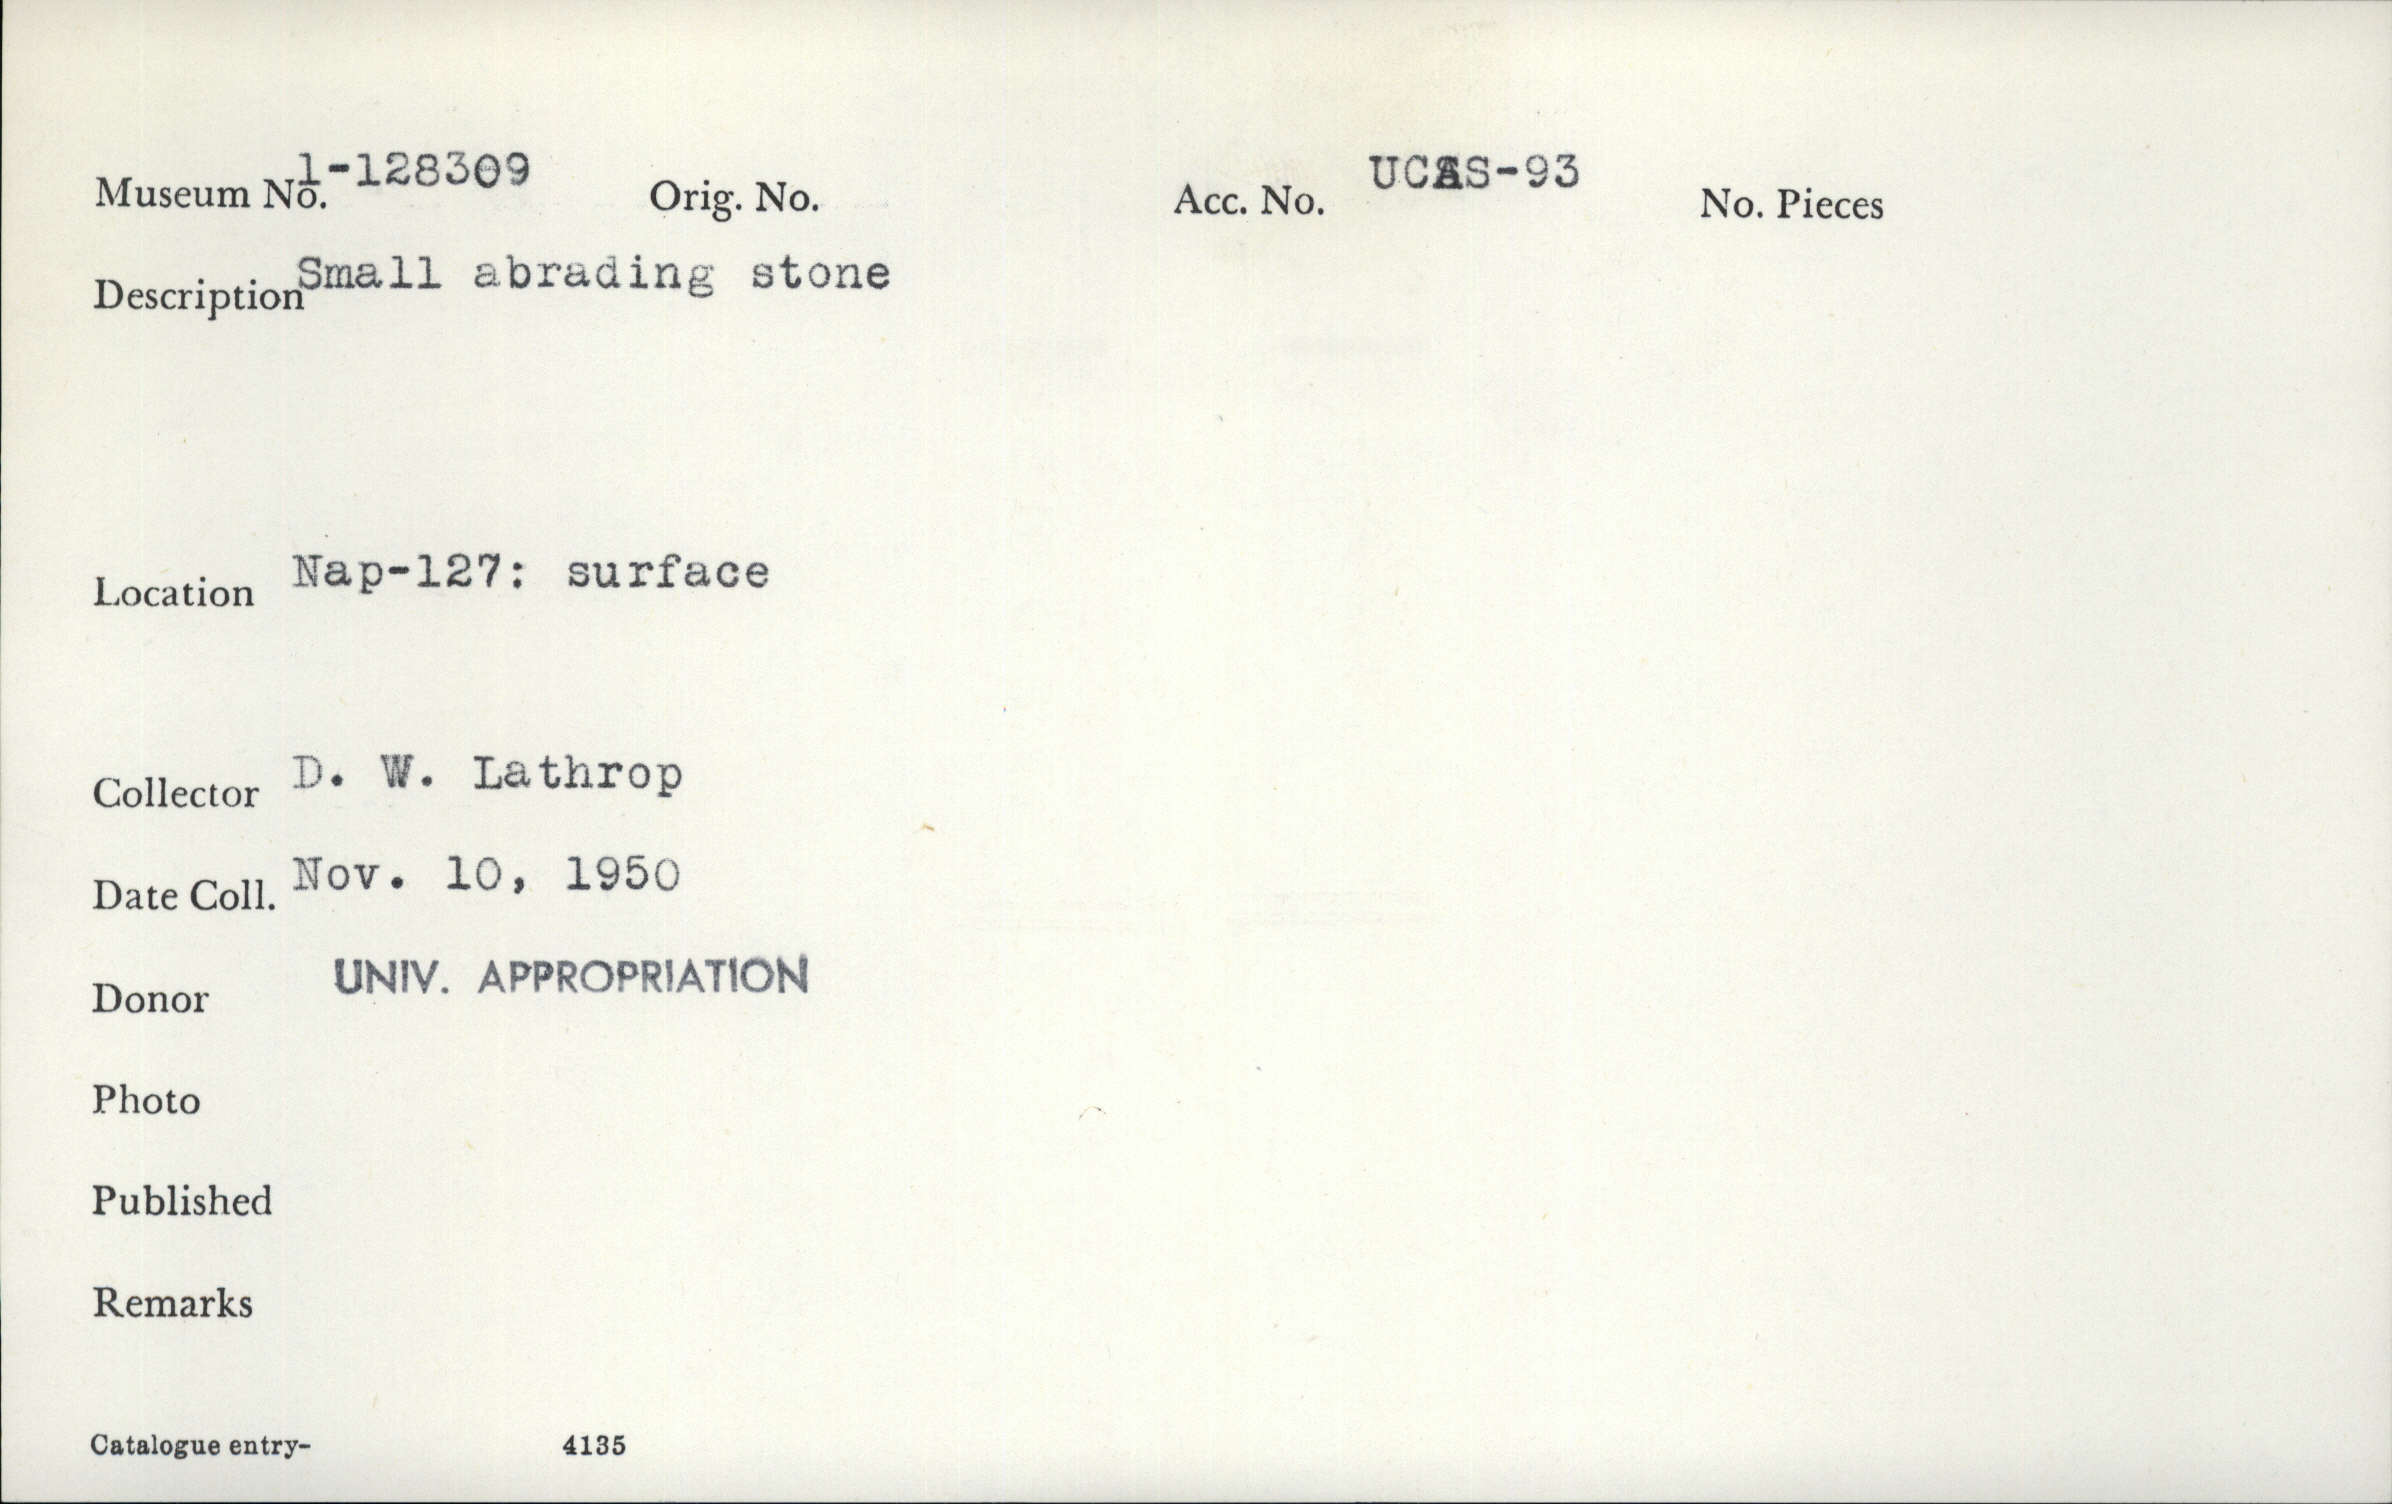 Museum No. 1-128309 Orig. No. Acc. No. UCAS-93 No. Pieces
Description Small abrading stone
Location Nap-127: surface
Collector D. W. Lathrop
Date Coll. Nov. 10, 1950
Donor UNIV. APPROPRIATION
Photo
Published
Remarks
Catalogue entry- 4135